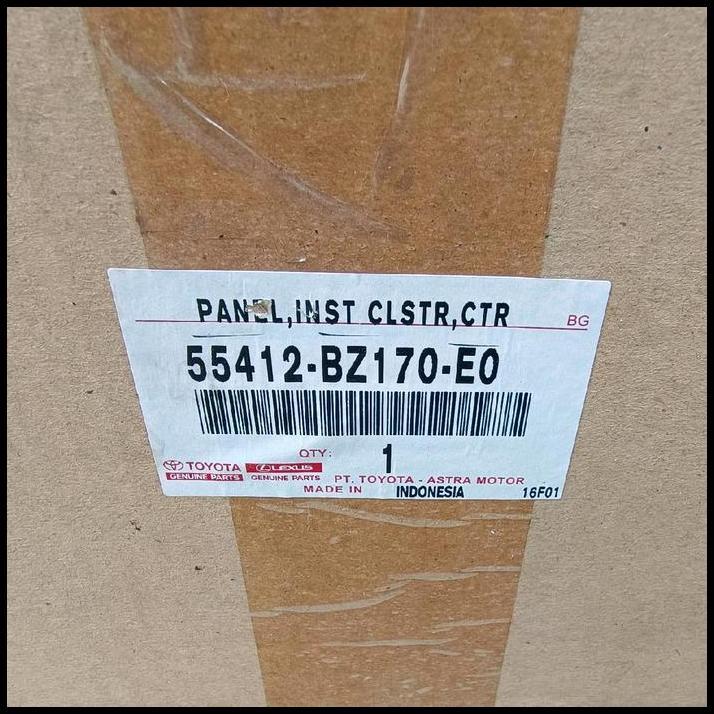 PANEL,INST CLSTR,CTR
BG
55412-BZ170-E0
QTY: 1
TOYOTA LEXUS
GENUINE PARTS GENUINE PARTS PT. TOYOTA - ASTRA MOTOR
MADE IN INDONESIA 16F01